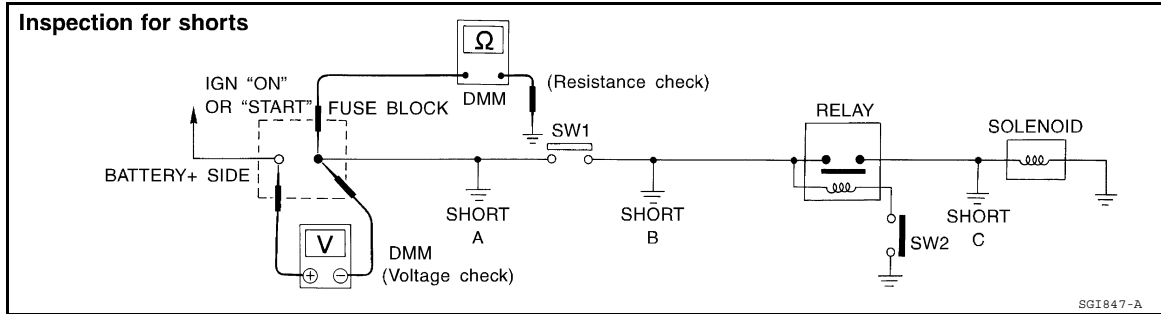 Inspection for shorts
IGN “ON”
OR “START”
FUSE BLOCK
BATTERY+ SIDE
Ω
DMM
(Resistance check)
SW1
RELAY
SOLENOID
SHORT
A
SHORT
B
SHORT
C
SW2
V
+ −
DMM
(Voltage check)
SGI847-A